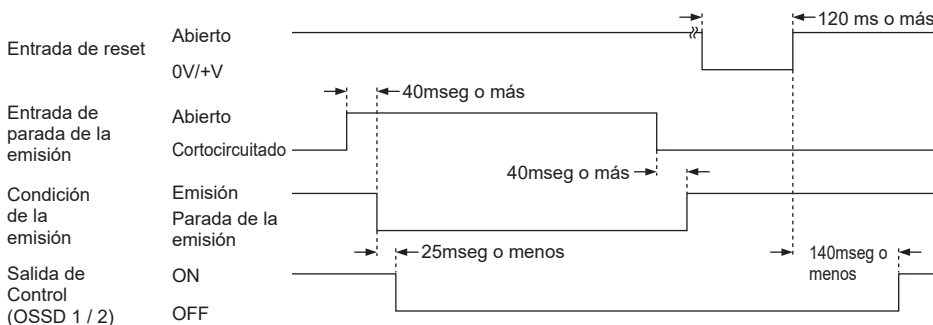 120 ms o más
Entrada de reset
Abierto
0V/+V
40mseg o más
Entrada de
parada de la
emisión
Abierto
Cortocircuitado
40mseg o más
Condición
de la
emisión
Emisión
Parada de la
emisión
25mseg o menos
140mseg o
menos
Salida de
Control
(OSSD 1 / 2)
ON
OFF